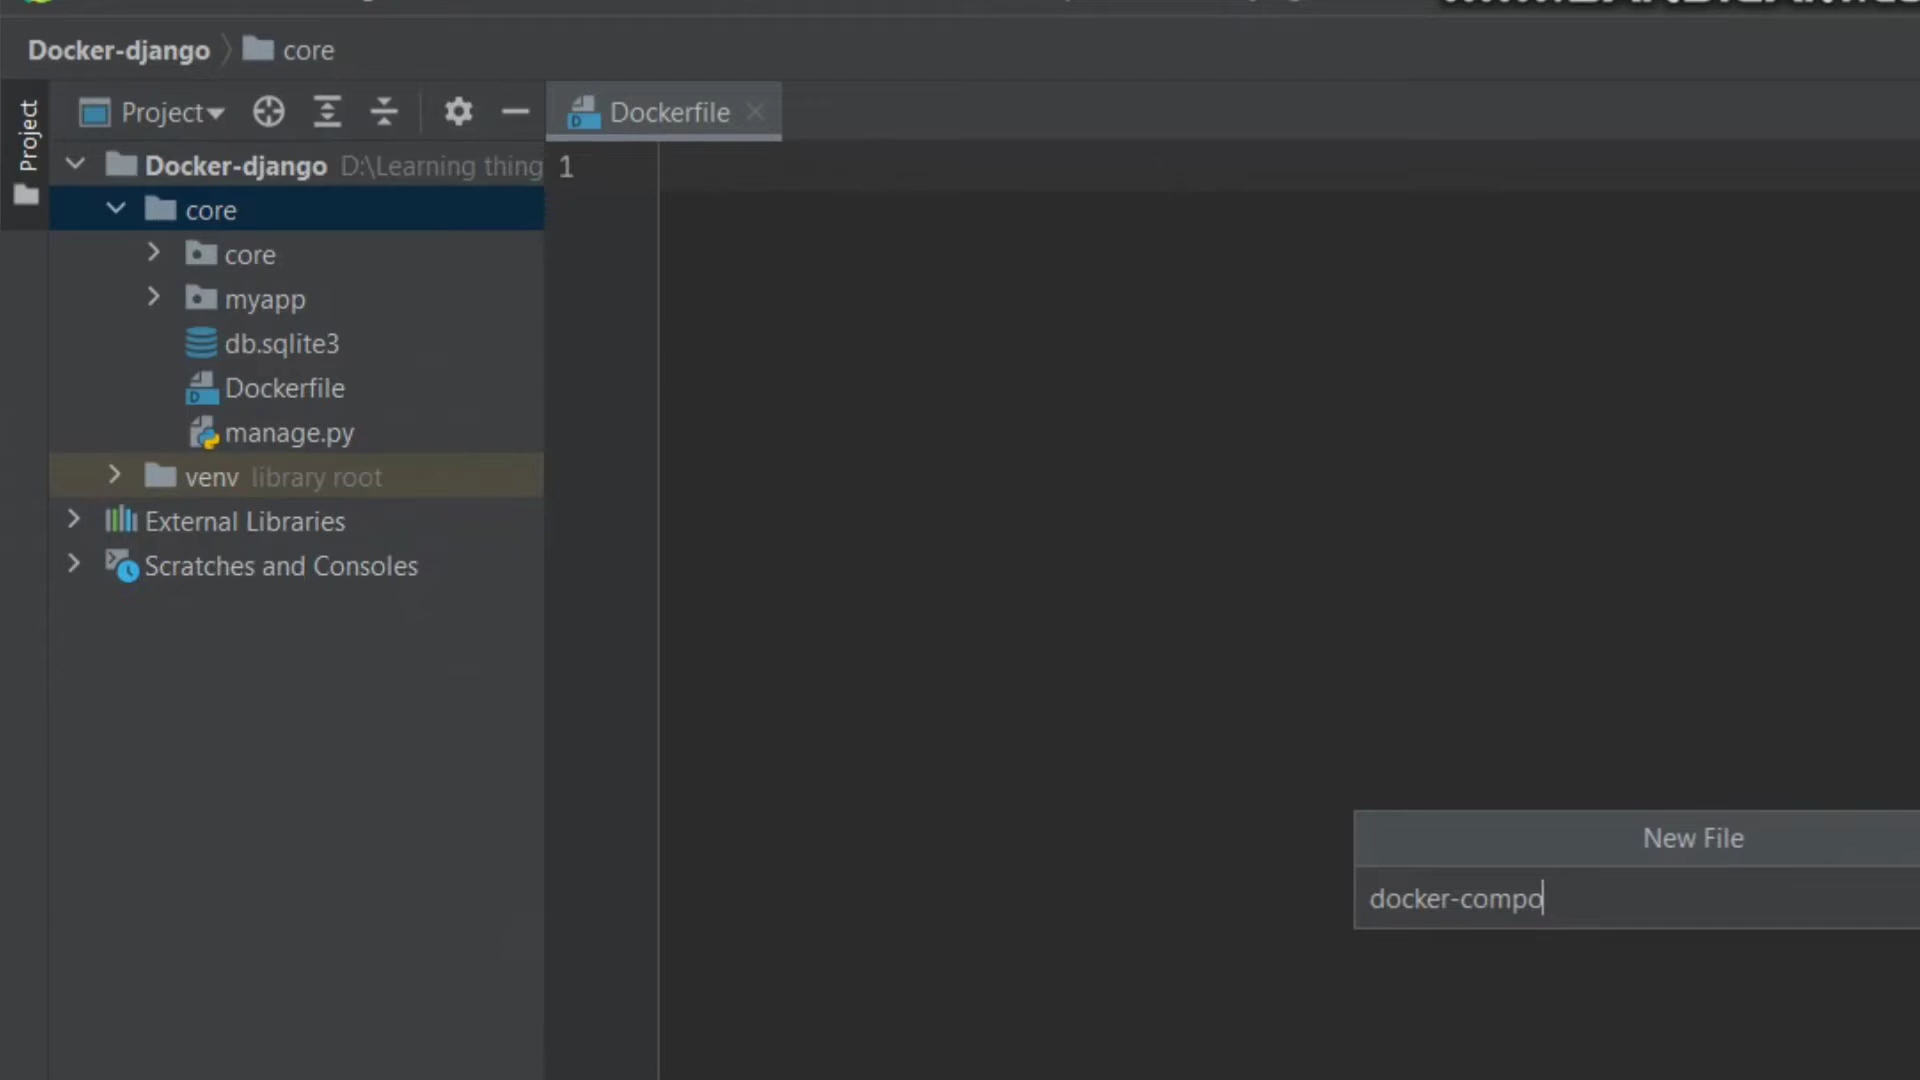 Docker-django
core
Project
Project
Dockerfile
Docker-django D:\Learning thing
1
core
core
myapp
db.sqlite3
Dockerfile
manage.py
venv library root
External Libraries
Scratches and Consoles
New File
docker-compo